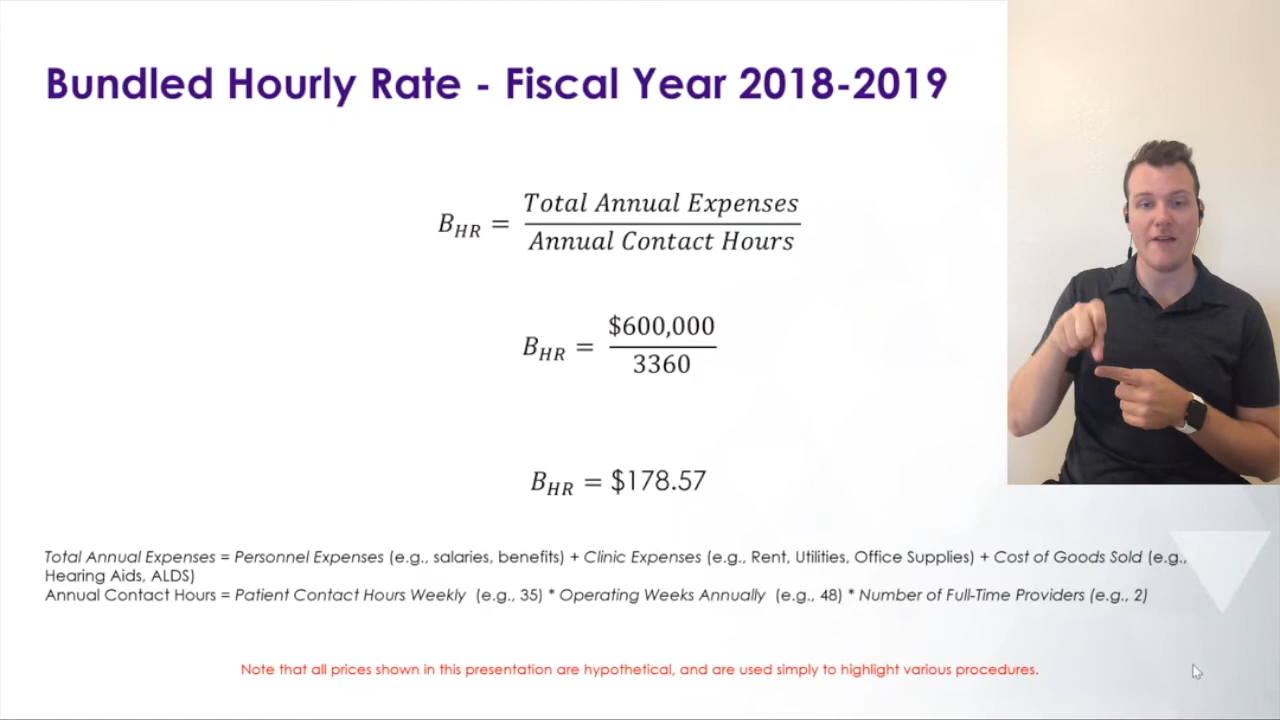 Bundled Hourly Rate - Fiscal Year 2018-2019
B_HR = Total Annual Expenses / Annual Contact Hours
B_HR = $600,000 / 3360
B_HR = $178.57
Total Annual Expenses = Personnel Expenses (e.g., salaries, benefits) + Clinic Expenses (e.g., Rent, Utilities, Office Supplies) + Cost of Goods Sold (e.g.,
Hearing Aids, ALDS)
Annual Contact Hours = Patient Contact Hours Weekly (e.g., 35) * Operating Weeks Annually (e.g., 48) * Number of Full-Time Providers (e.g., 2)
Note that all prices shown in this presentation are hypothetical, and are used simply to highlight various procedures.